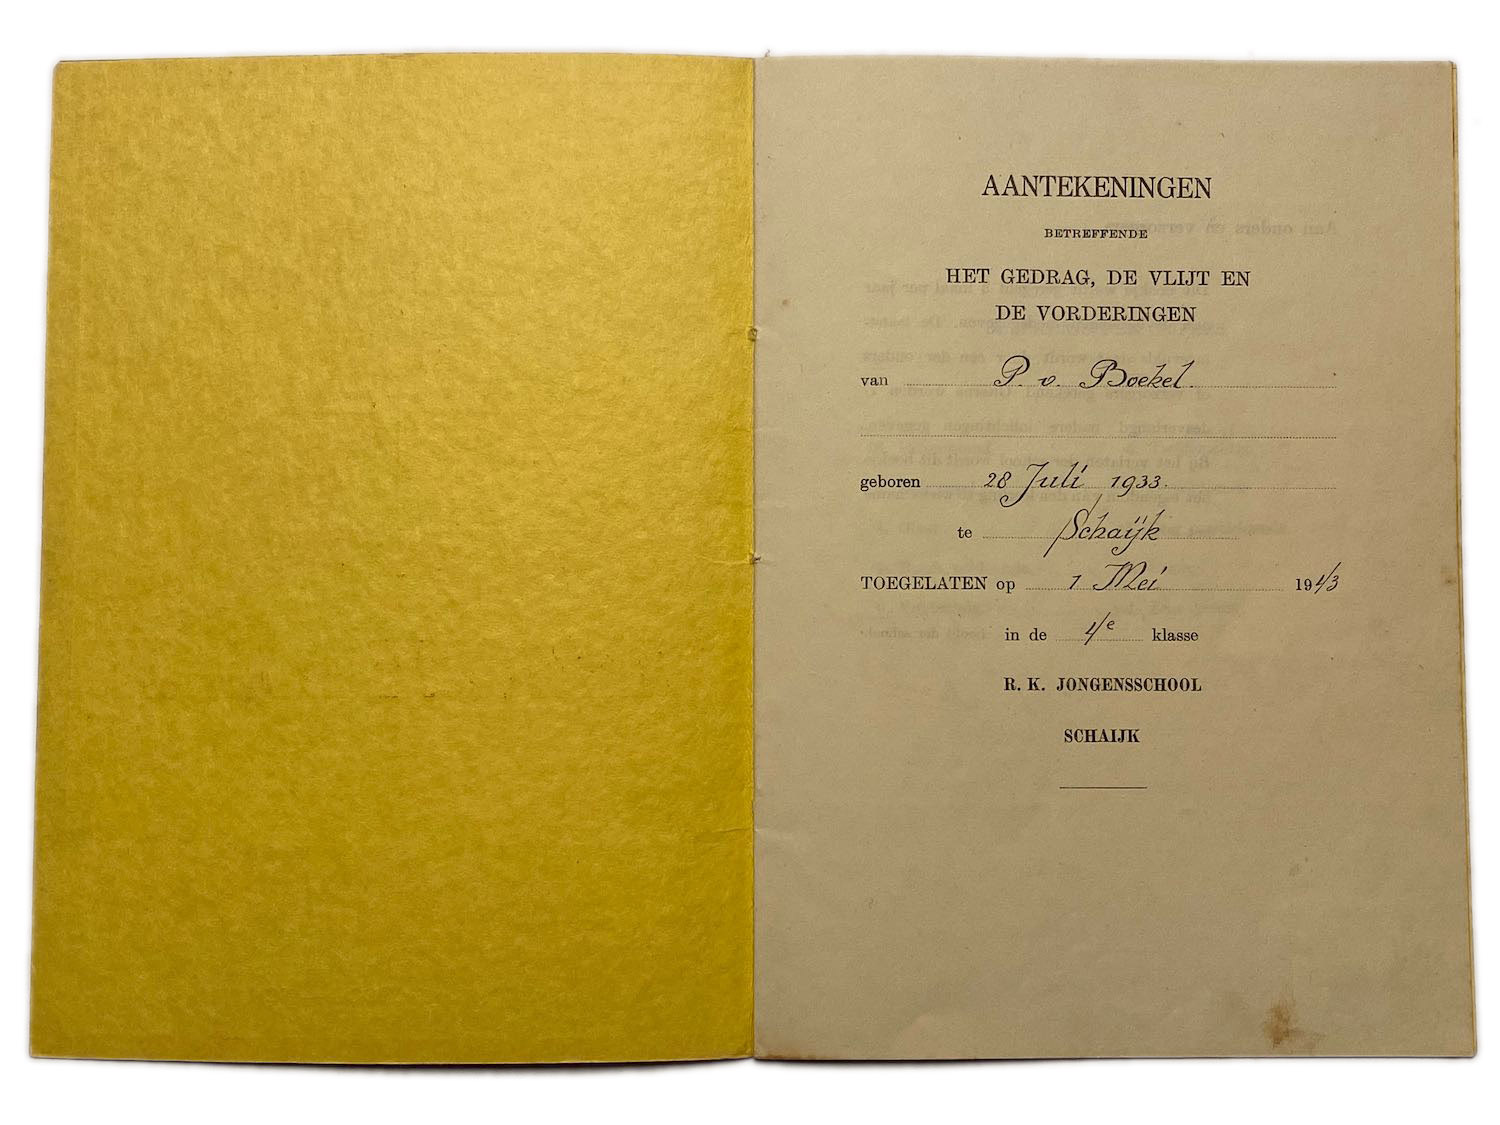 AANTEKENINGEN
BETREFFENDE
HET GEDRAG, DE VLIJT EN
DE VORDERINGEN
van P. v. Boekel.
geboren 28 Juli 1933.
te Schaijk
TOEGELATEN op 1 Mei 1943
in de 4e klasse
R. K. JONGENSSCHOOL
SCHAIJK